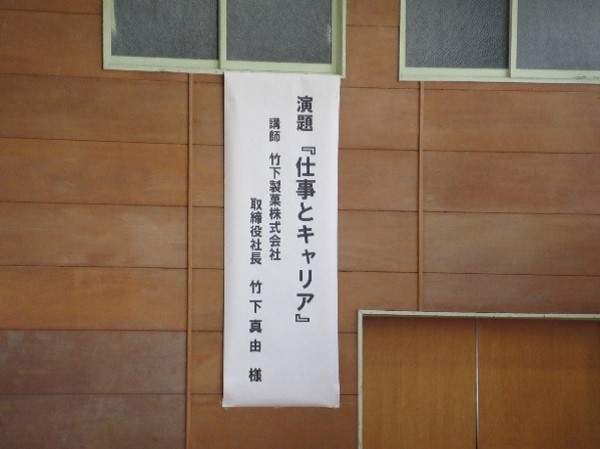 演題 『仕事とキャリア』
講師 竹下製菓株式会社
取締役社長 竹下真由 様